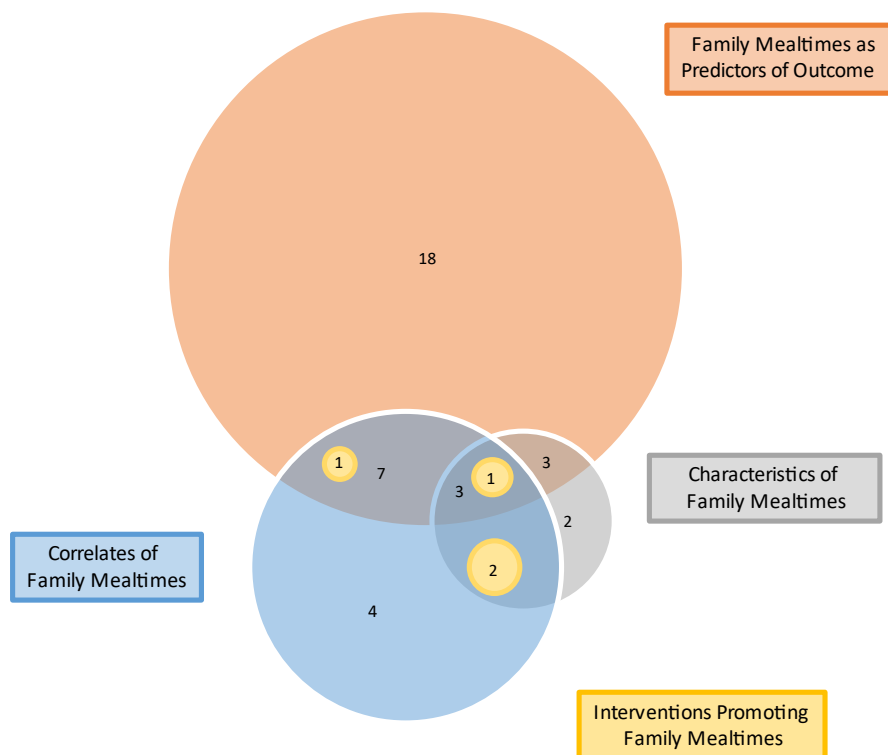 Family Mealtimes as
Predictors of Outcome
18
1
7
3
1
3
2
Characteristics of
Family Mealtimes
Correlates of
Family Mealtimes
2
4
Interventions Promoting
Family Mealtimes